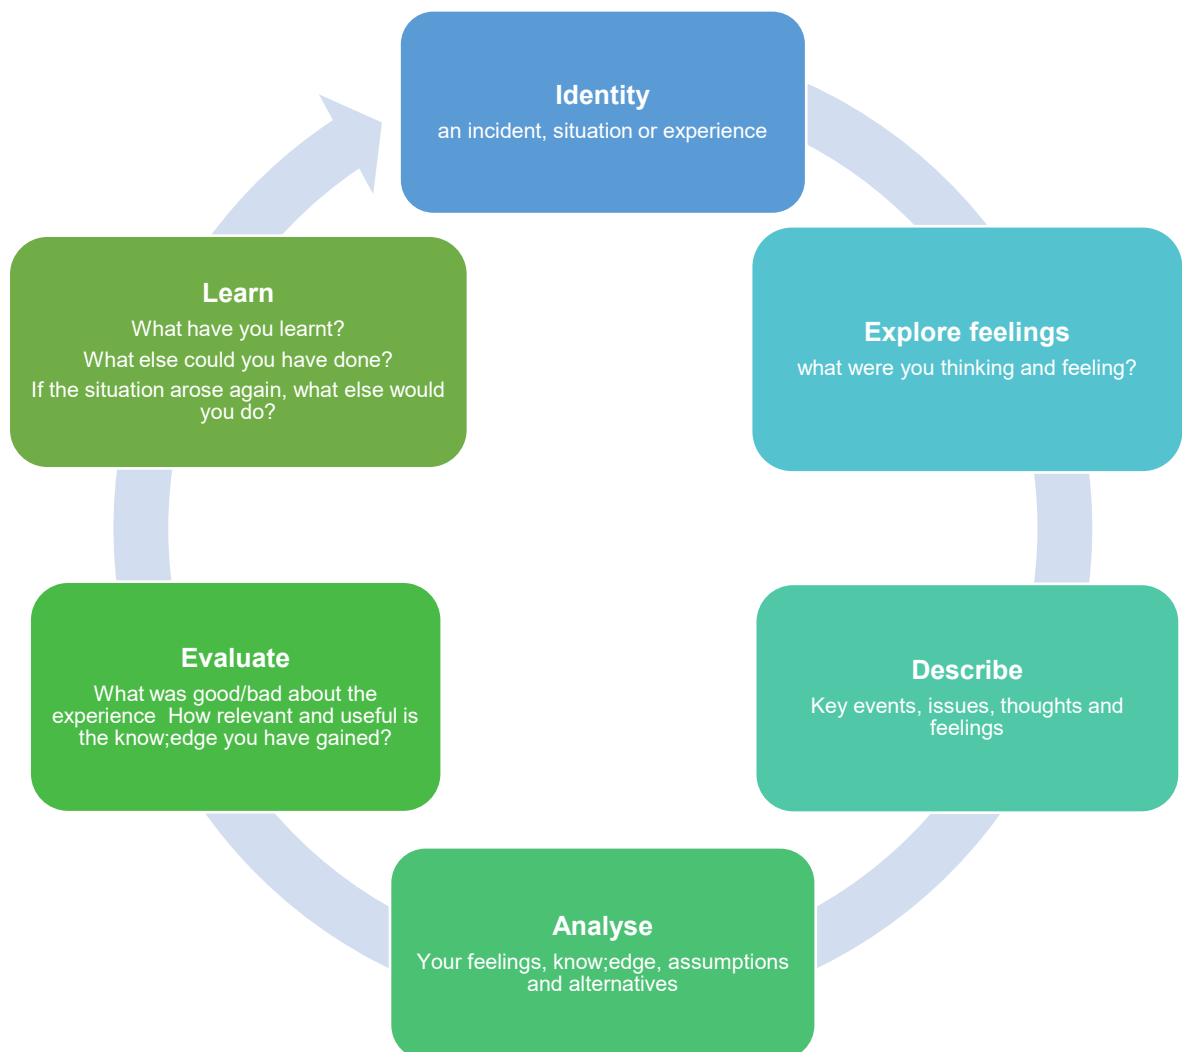 Identity
an incident, situation or experience
Explore feelings
what were you thinking and feeling?
Describe
Key events, issues, thoughts and
feelings
Analyse
Your feelings, know;edge, assumptions
and alternatives
Evaluate
What was good/bad about the
experience  How relevant and useful is
the know;edge you have gained?
Learn
What have you learnt?
What else could you have done?
If the situation arose again, what else would
you do?